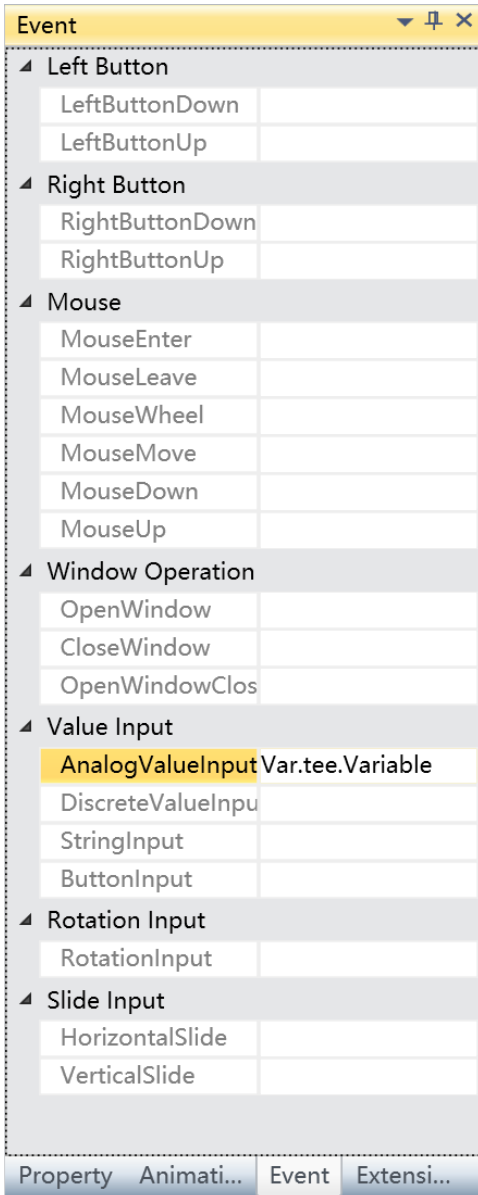 Event
Left Button
LeftButtonDown
LeftButtonUp
Right Button
RightButtonDown
RightButtonUp
Mouse
MouseEnter
MouseLeave
MouseWheel
MouseMove
MouseDown
MouseUp
Window Operation
OpenWindow
CloseWindow
OpenWindowClos
Value Input
AnalogValueInput Var.tee.Variable
DiscreteValueInpu
StringInput
ButtonInput
Rotation Input
RotationInput
Slide Input
HorizontalSlide
VerticalSlide
Property Animati... Event Extensi...